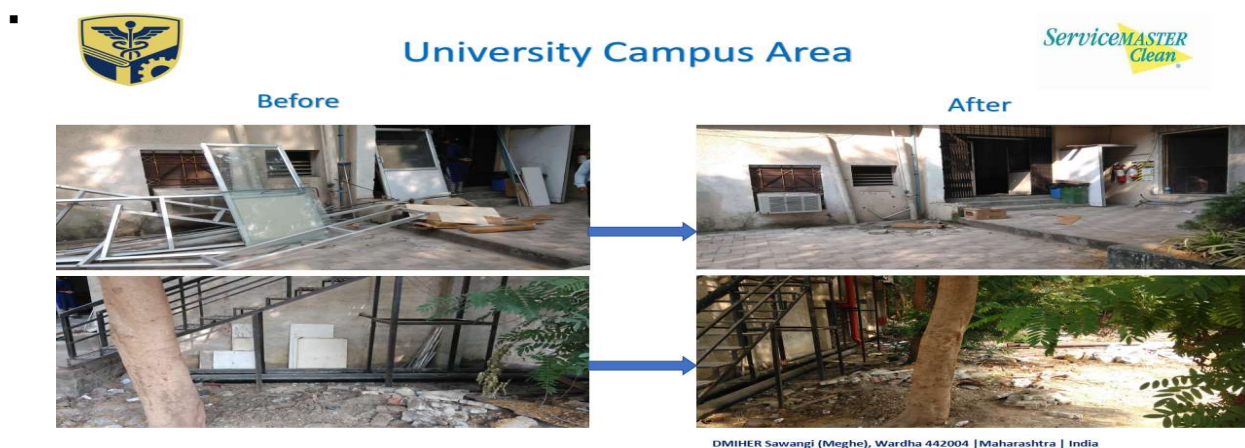 University Campus Area
ServiceMASTER
Clean
Before
After
DMIHER Sawangi (Meghe), Wardha 442004 |Maharashtra | India